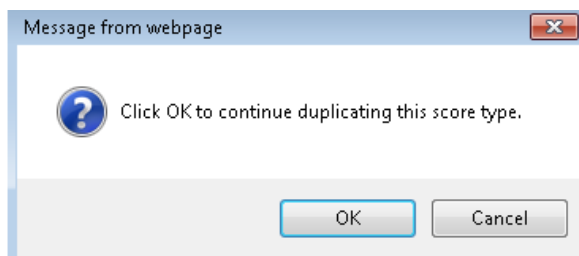 Message from webpage
Click OK to continue duplicating this score type.
OK
Cancel